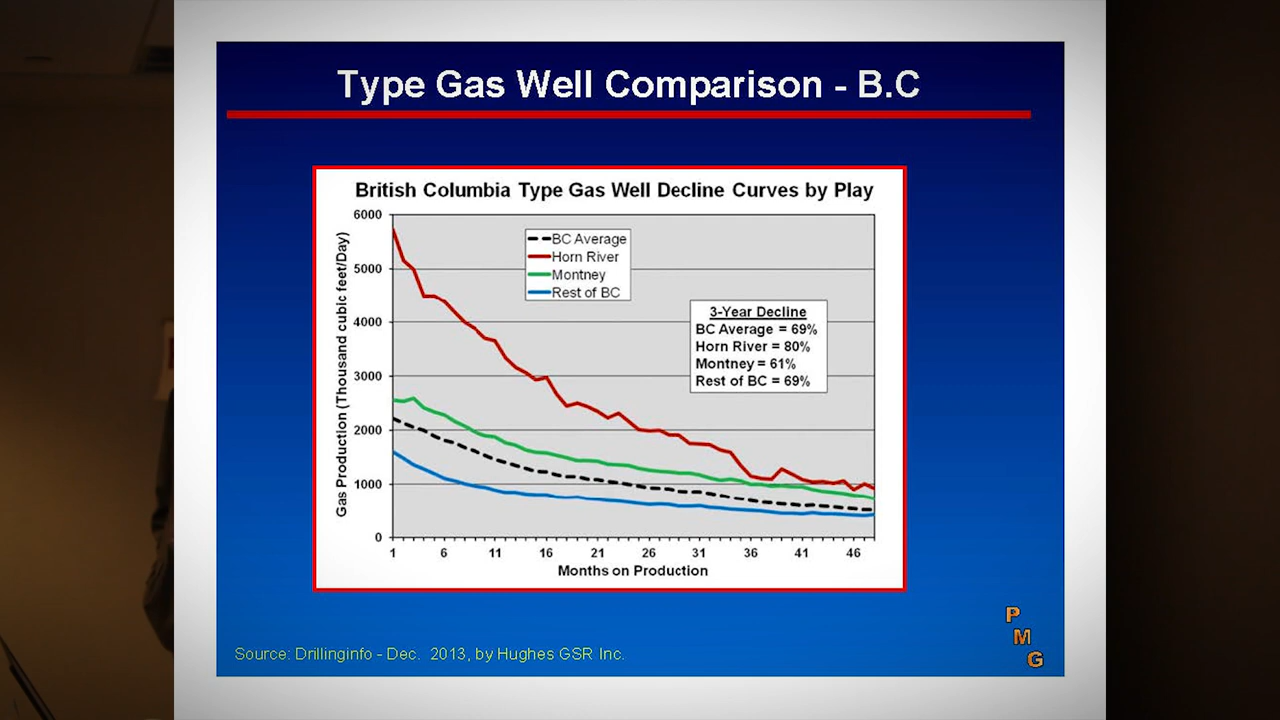 Type Gas Well Comparison - B.C
British Columbia Type Gas Well Decline Curves by Play
Gas Production (Thousand cubic feet/Day)
6000
5000
4000
3000
2000
1000
0
BC Average
Horn River
Montney
Rest of BC
3-Year Decline
BC Average = 69%
Horn River = 80%
Montney = 61%
Rest of BC = 69%
1 6 11 16 21 26 31 36 41 46
Months on Production
P
M
G
Source: Drillinginfo - Dec. 2013, by Hughes GSR Inc.